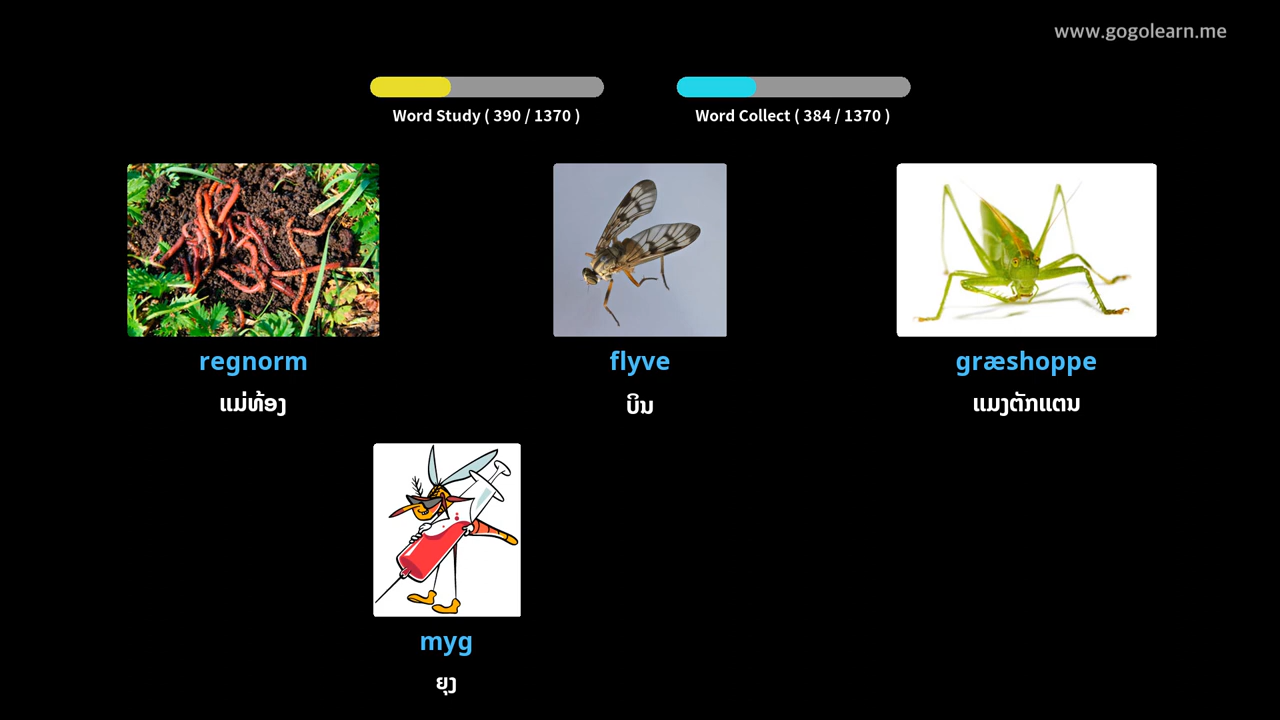 www.gogolearn.me
Word Study ( 390 / 1370 )
Word Collect ( 384 / 1370 )
regnorm
flyve
græshoppe
ແມ່ທ້ອງ
ບິນ
ແມງຕັກແຕນ
myg
ຍຸງ